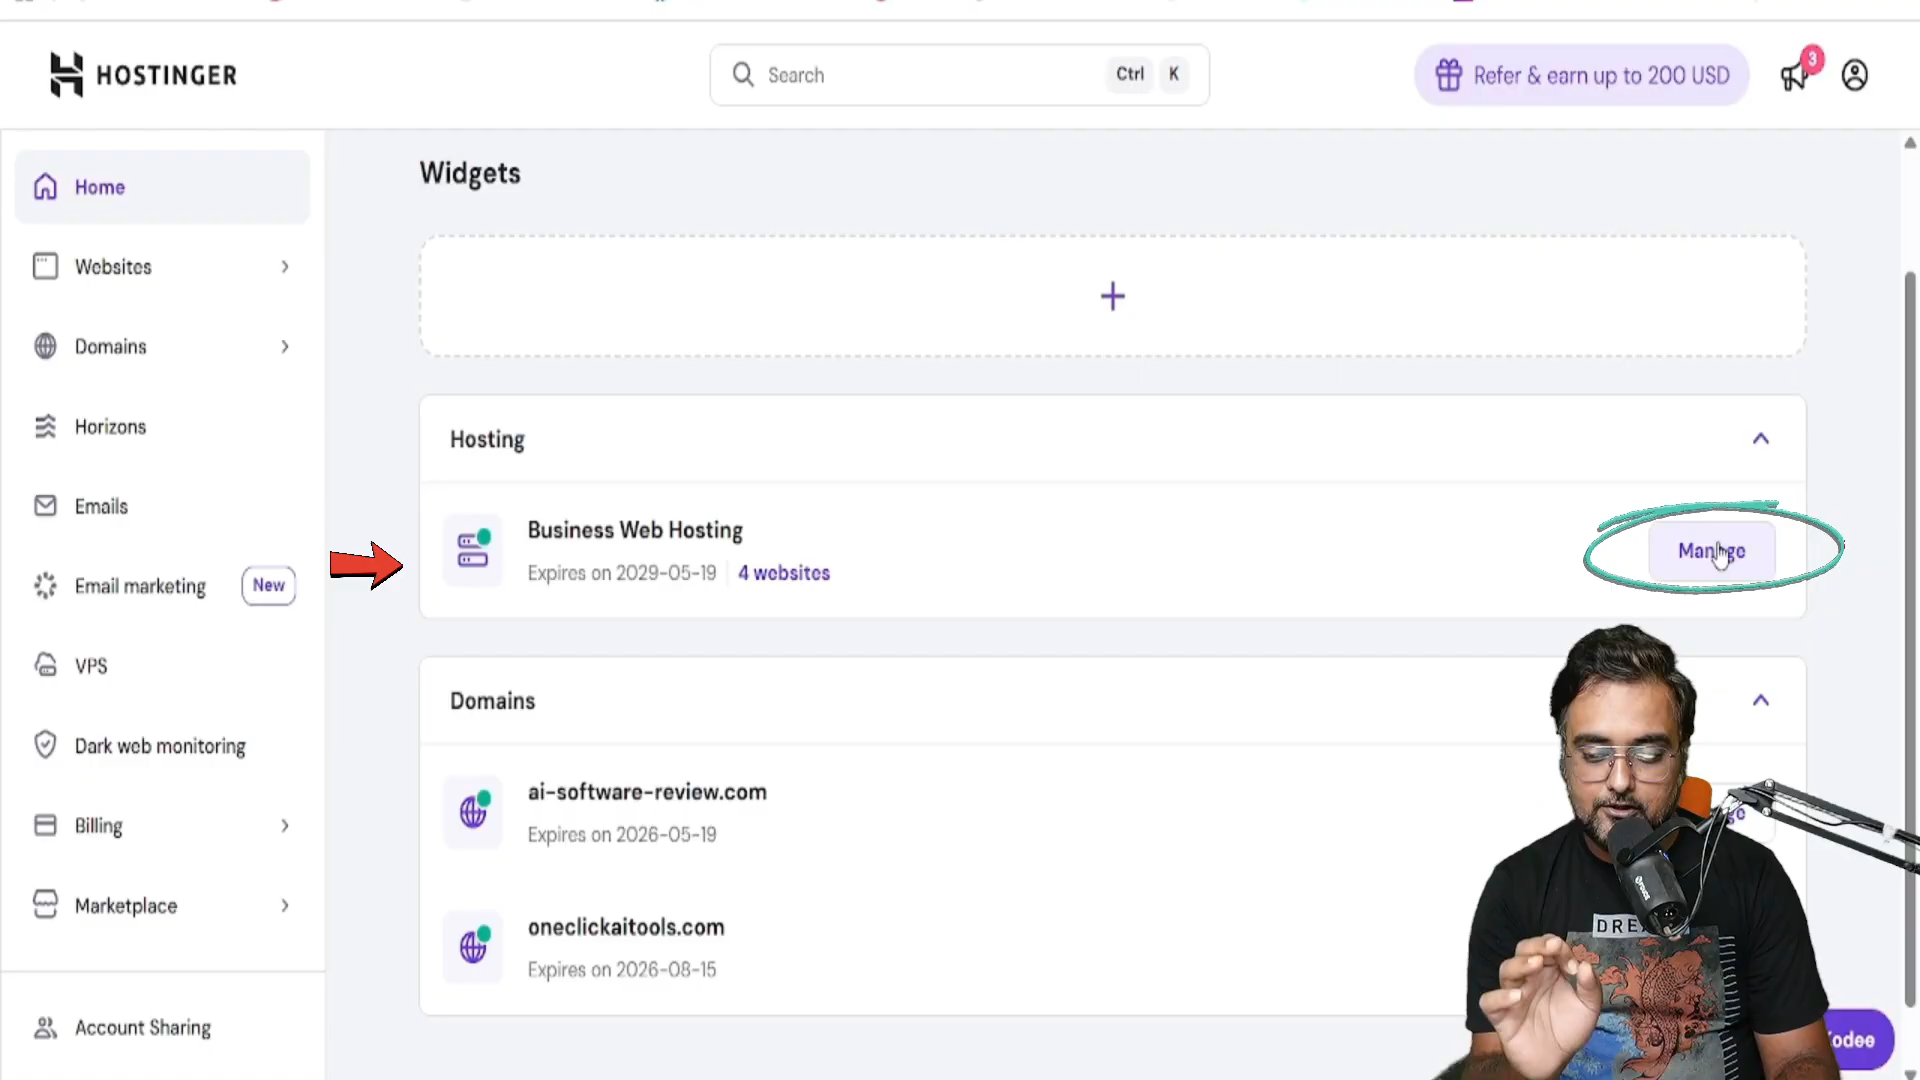 HOSTINGER
Search
Ctrl K
Refer & earn up to 200 USD
3
Home
Websites
Domains
Horizons
Emails
Email marketing New
VPS
Dark web monitoring
Billing
Marketplace
Account Sharing
Widgets
Hosting
Business Web Hosting
Expires on 2029-05-19 4 websites
Manage
Domains
ai-software-review.com
Expires on 2026-05-19
oneclickaitools.com
Expires on 2026-08-15